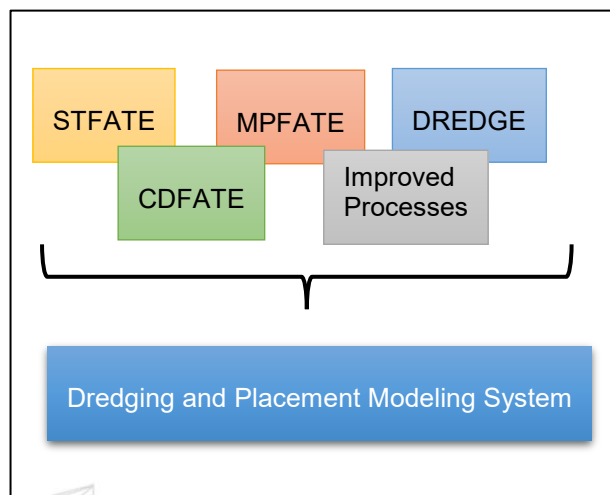 STFATE
MPFATE
DREDGE
CDFATE
Improved
Processes
Dredging and Placement Modeling System